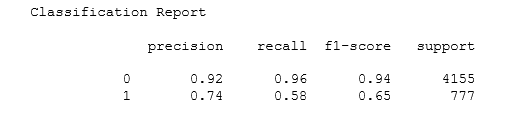 Classification Report
precision recall f1-score support
0 0.92 0.96 0.94 4155
1 0.74 0.58 0.65 777